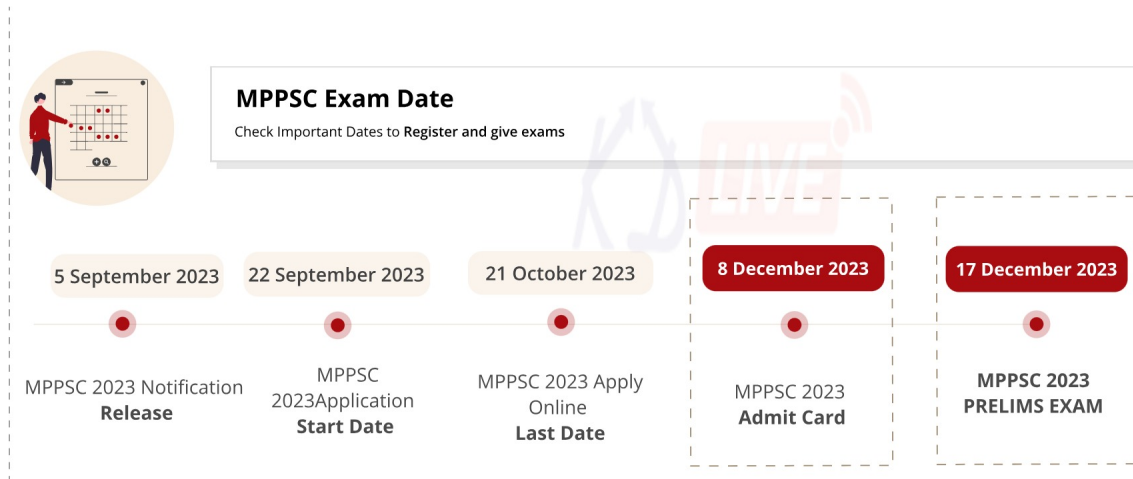 MPPSC Exam Date
Check Important Dates to Register and give exams
LIVE
5 September 2023
22 September 2023
21 October 2023
8 December 2023
17 December 2023
MPPSC 2023 Notification
Release
MPPSC
2023Application
Start Date
MPPSC 2023 Apply
Online
Last Date
MPPSC 2023
Admit Card
MPPSC 2023
PRELIMS EXAM